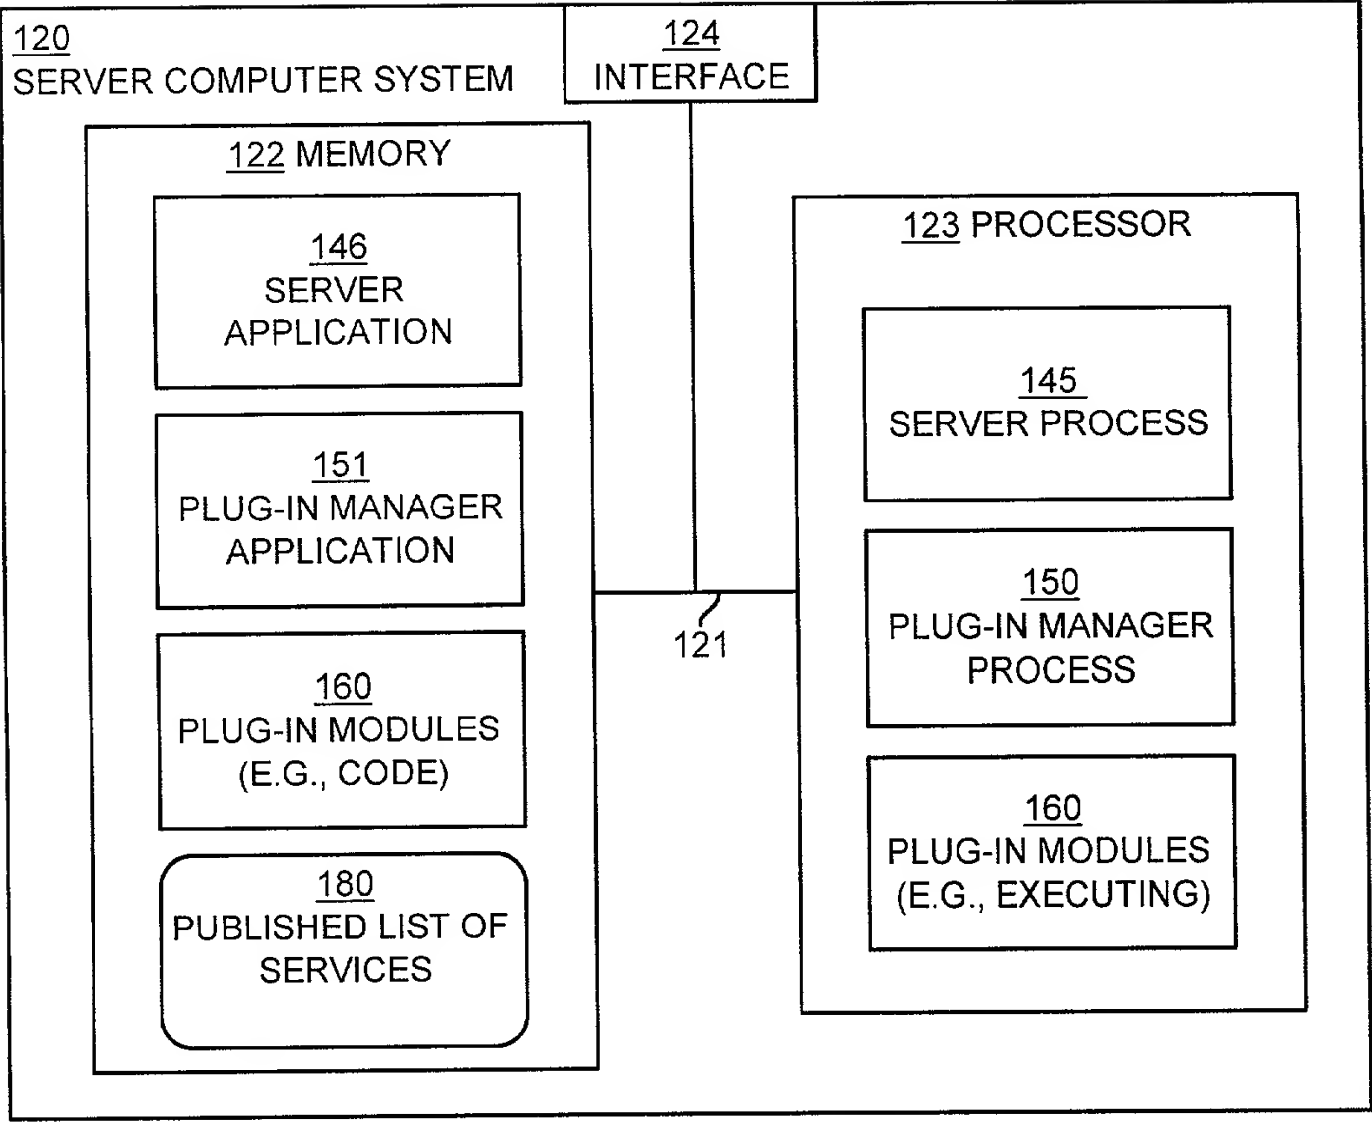 120
SERVER COMPUTER SYSTEM
124
INTERFACE
122 MEMORY
146
SERVER
APPLICATION
151
PLUG-IN MANAGER
APPLICATION
160
PLUG-IN MODULES
(E.G., CODE)
180
PUBLISHED LIST OF
SERVICES
121
123 PROCESSOR
145
SERVER PROCESS
150
PLUG-IN MANAGER
PROCESS
160
PLUG-IN MODULES
(E.G., EXECUTING)